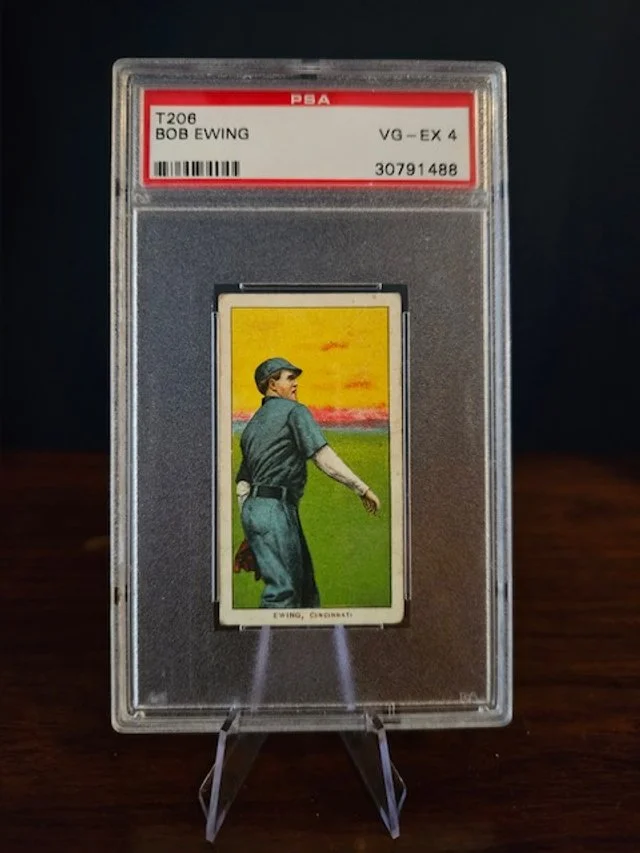 PSA
T206
BOB EWING
VG-EX 4
30791488
EWING, CINCINNATI